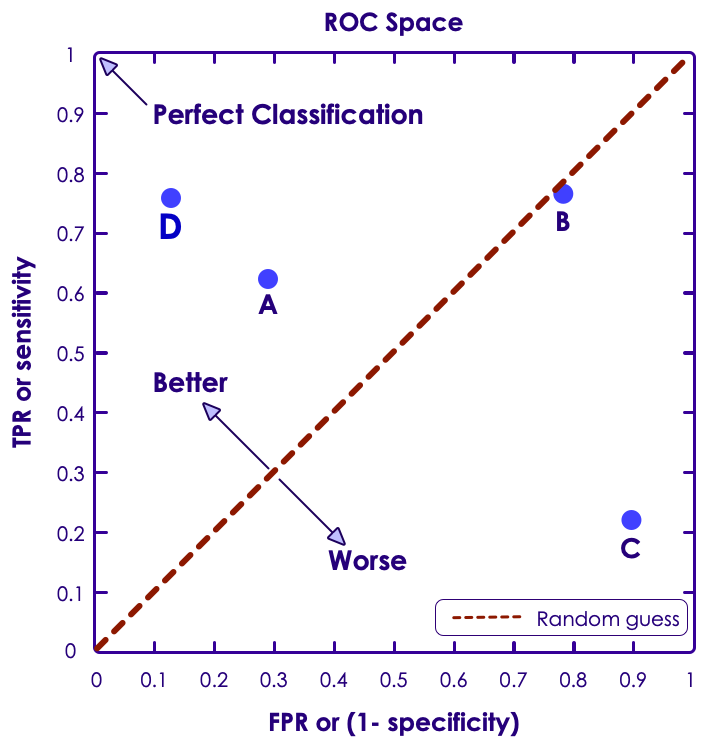 ROC Space
1
Perfect Classification
0.9
0.8
D
B
0.7
A
0.6
TPR or sensitivity
0.5
Better
0.4
0.3
0.2
C
Worse
0.1
Random guess
0
0 0.1 0.2 0.3 0.4 0.5 0.6 0.7 0.8 0.9 1
FPR or (1- specificity)